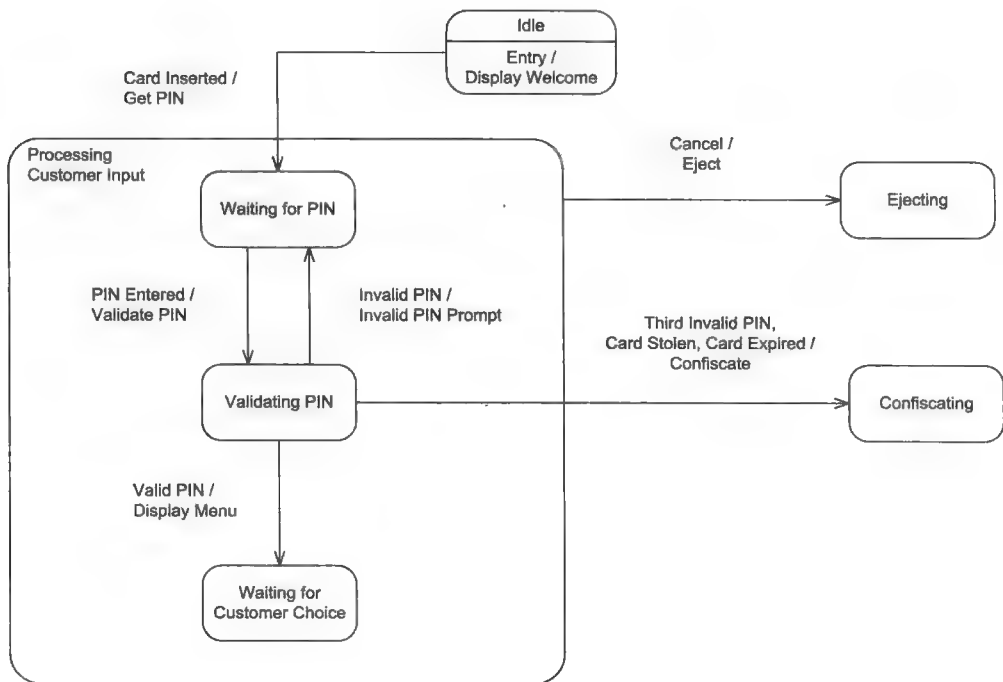 Idle
Entry /
Display Welcome
Card Inserted /
Get PIN
Processing
Customer Input
Cancel /
Eject
Waiting for PIN
Ejecting
PIN Entered /
Validate PIN
Invalid PIN /
Invalid PIN Prompt
Third Invalid PIN,
Card Stolen, Card Expired /
Confiscate
Validating PIN
Confiscating
Valid PIN /
Display Menu
Waiting for
Customer Choice